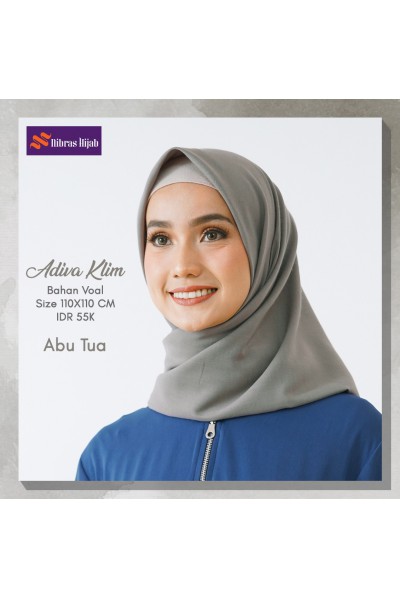 Nibras Hijab
Adiva Klim
Bahan Voal
Size 110X110 CM
IDR 55K
Abu Tua